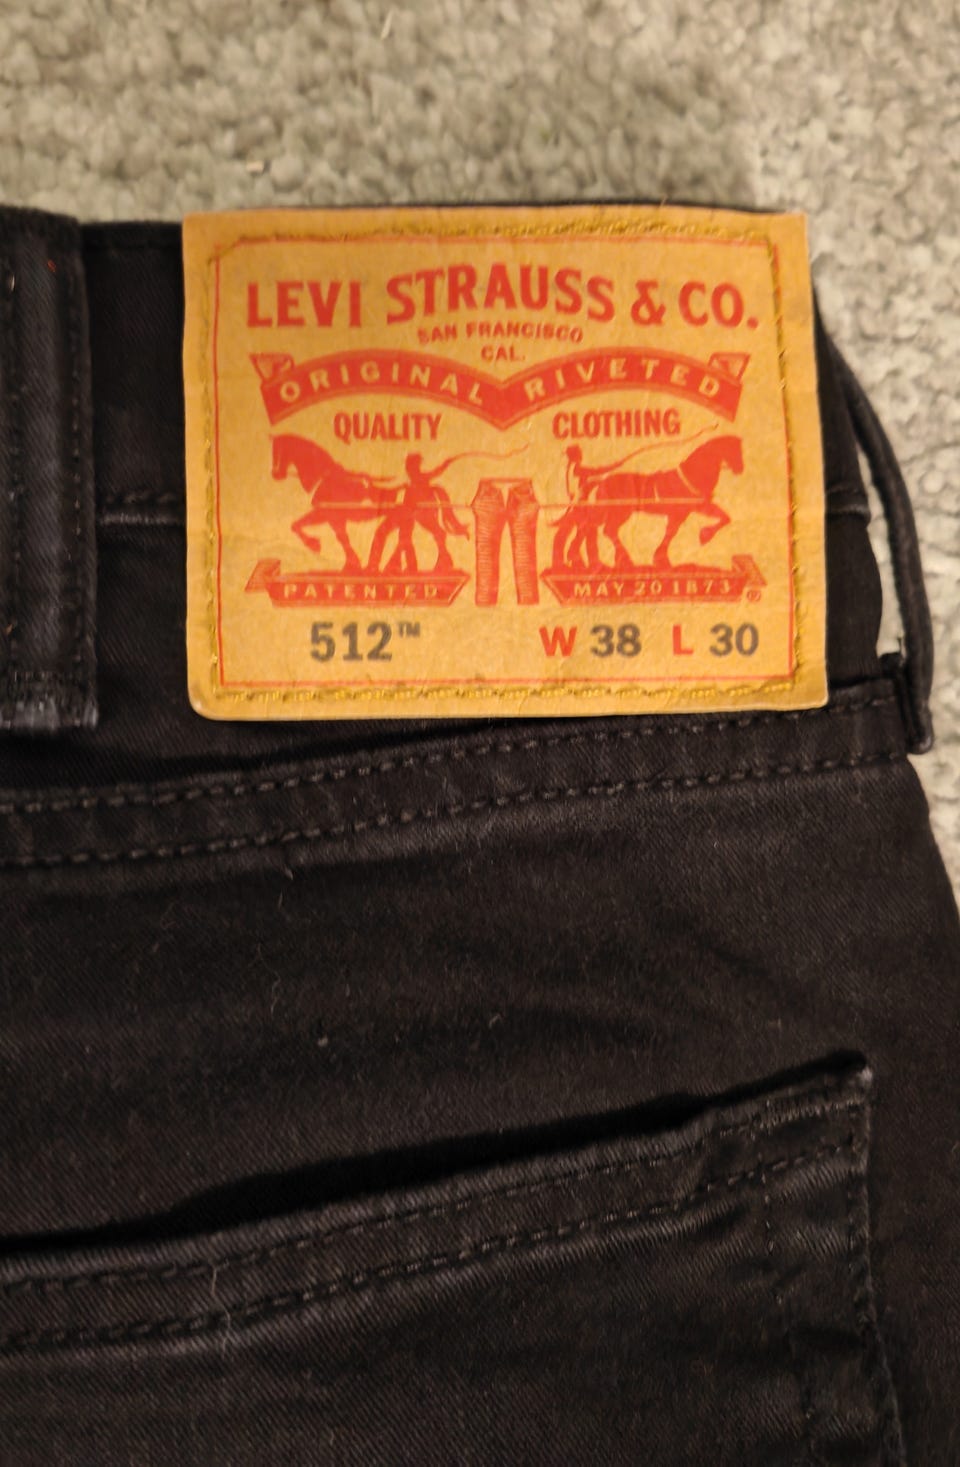 LEVI STRAUSS & CO.
SAN FRANCISCO
CAL.
ORIGINAL RIVETED
QUALITY CLOTHING
PATENTED MAY 20 1873 ®
512™ W 38 L 30